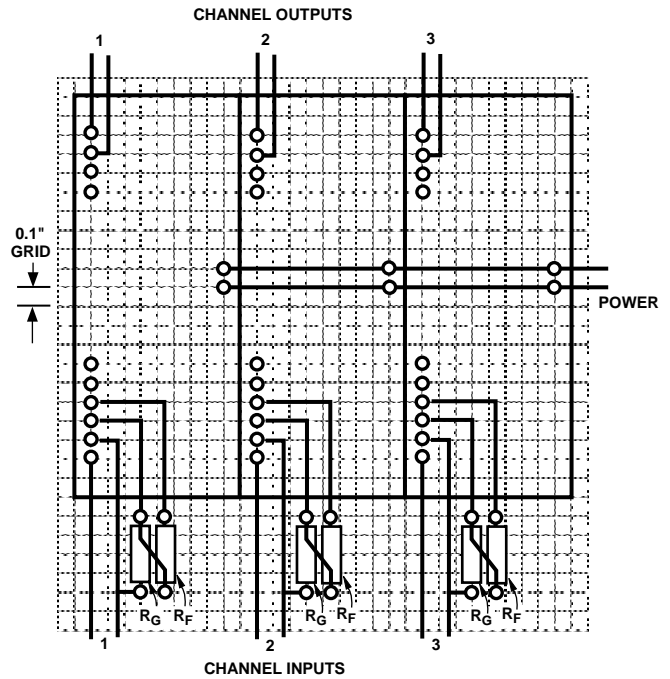 CHANNEL OUTPUTS
1 2 3
0.1"
GRID
POWER
RG RF RG RF RG RF
1 2 3
CHANNEL INPUTS